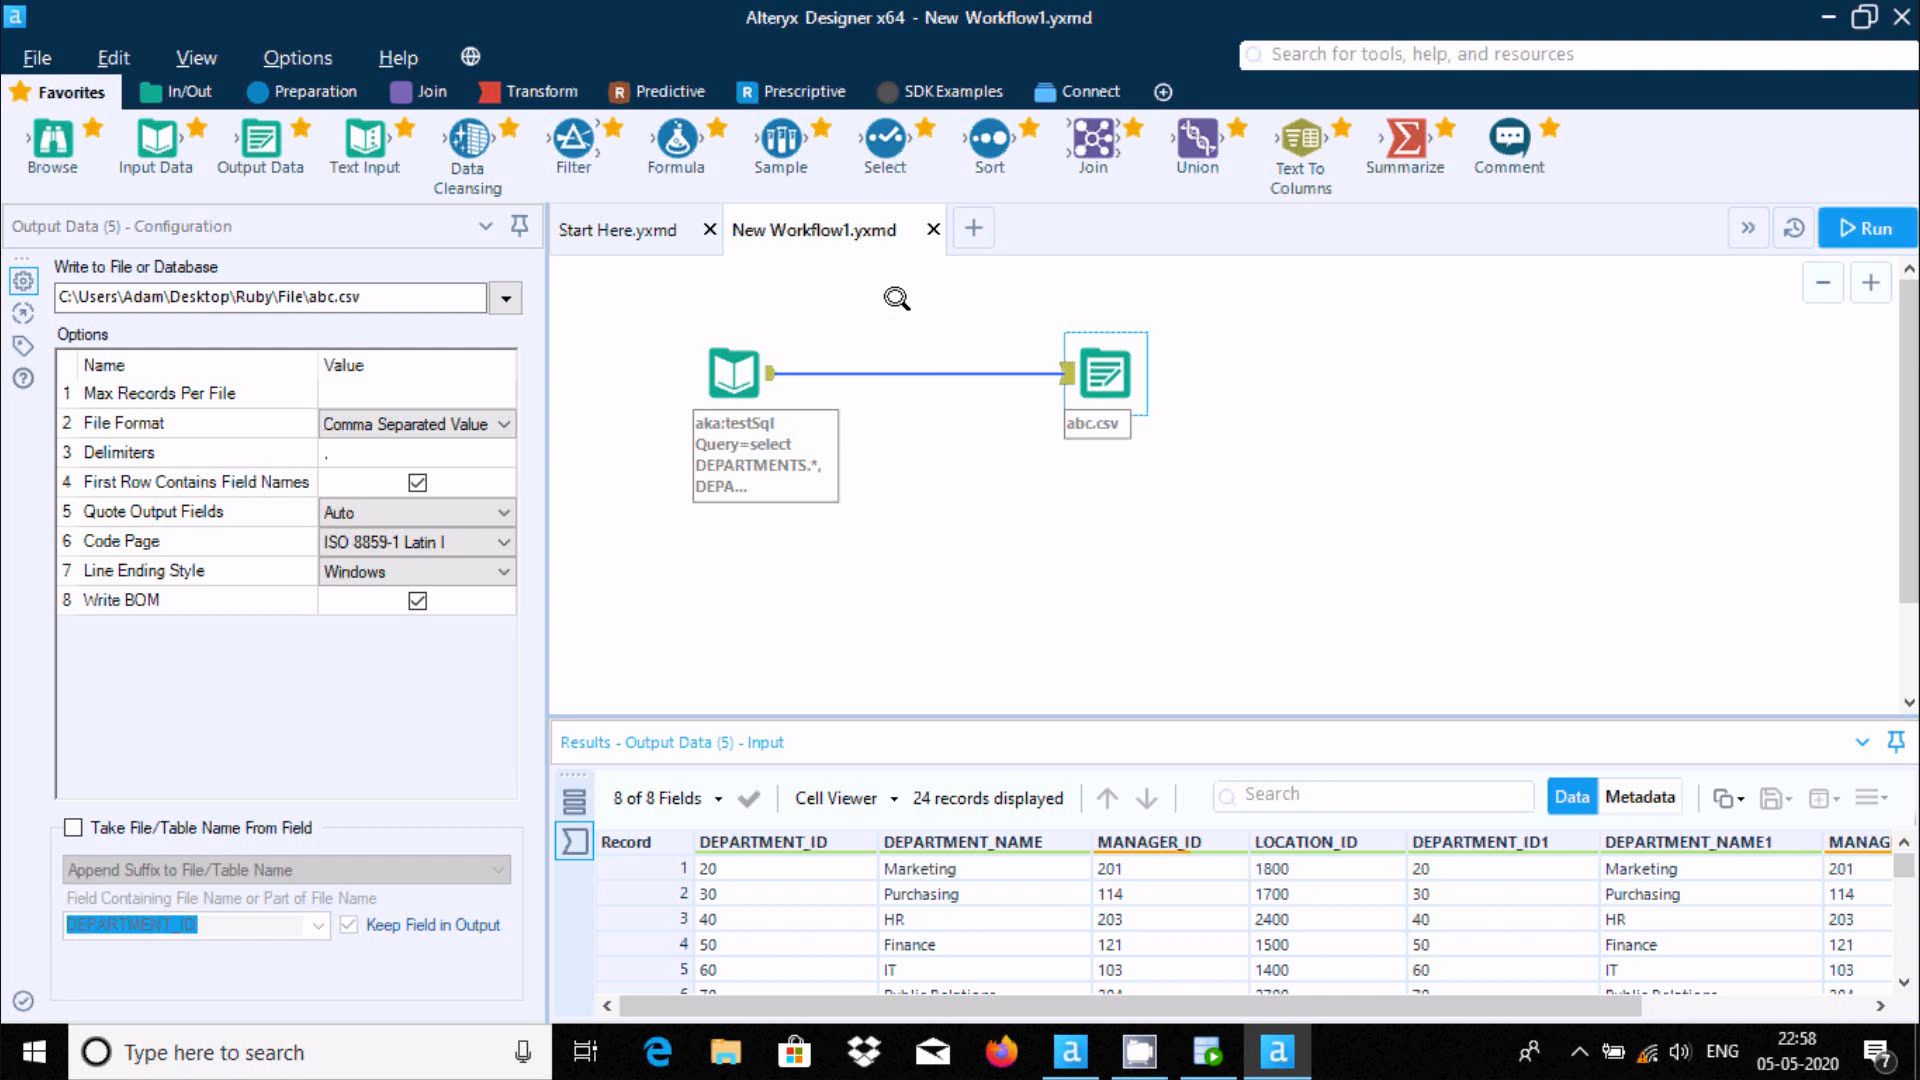 Alteryx Designer x64 - New Workflow1.yxmd
File Edit View Options Help
Search for tools, help, and resources
Favorites In/Out Preparation Join Transform Predictive Prescriptive SDK Examples Connect
Browse Input Data Output Data Text Input Data Cleansing Filter Formula Sample Select Sort Join Union Text To Columns Summarize Comment
Output Data (5) - Configuration
Start Here.yxmd New Workflow1.yxmd
Run
Write to File or Database
C:\Users\Adam\Desktop\Ruby\File\abc.csv
Options
Name Value
1 Max Records Per File
2 File Format Comma Separated Value
3 Delimiters ,
4 First Row Contains Field Names
5 Quote Output Fields Auto
6 Code Page ISO 8859-1 Latin I
7 Line Ending Style Windows
8 Write BOM
Take File/Table Name From Field
Append Suffix to File/Table Name
Field Containing File Name or Part of File Name
DEPARTMENT_ID Keep Field in Output
aka:testSql
Query=select
DEPARTMENTS.*,
DEPA...
abc.csv
Results - Output Data (5) - Input
8 of 8 Fields Cell Viewer 24 records displayed Search Data Metadata
Record DEPARTMENT_ID DEPARTMENT_NAME MANAGER_ID LOCATION_ID DEPARTMENT_ID1 DEPARTMENT_NAME1 MANAG
1 20 Marketing 201 1800 20 Marketing 201
2 30 Purchasing 114 1700 30 Purchasing 114
3 40 HR 203 2400 40 HR 203
4 50 Finance 121 1500 50 Finance 121
5 60 IT 103 1400 60 IT 103
6 70 Public Relations 204 2700 70 Public Relations 204
Type here to search
ENG
22:58
05-05-2020
7